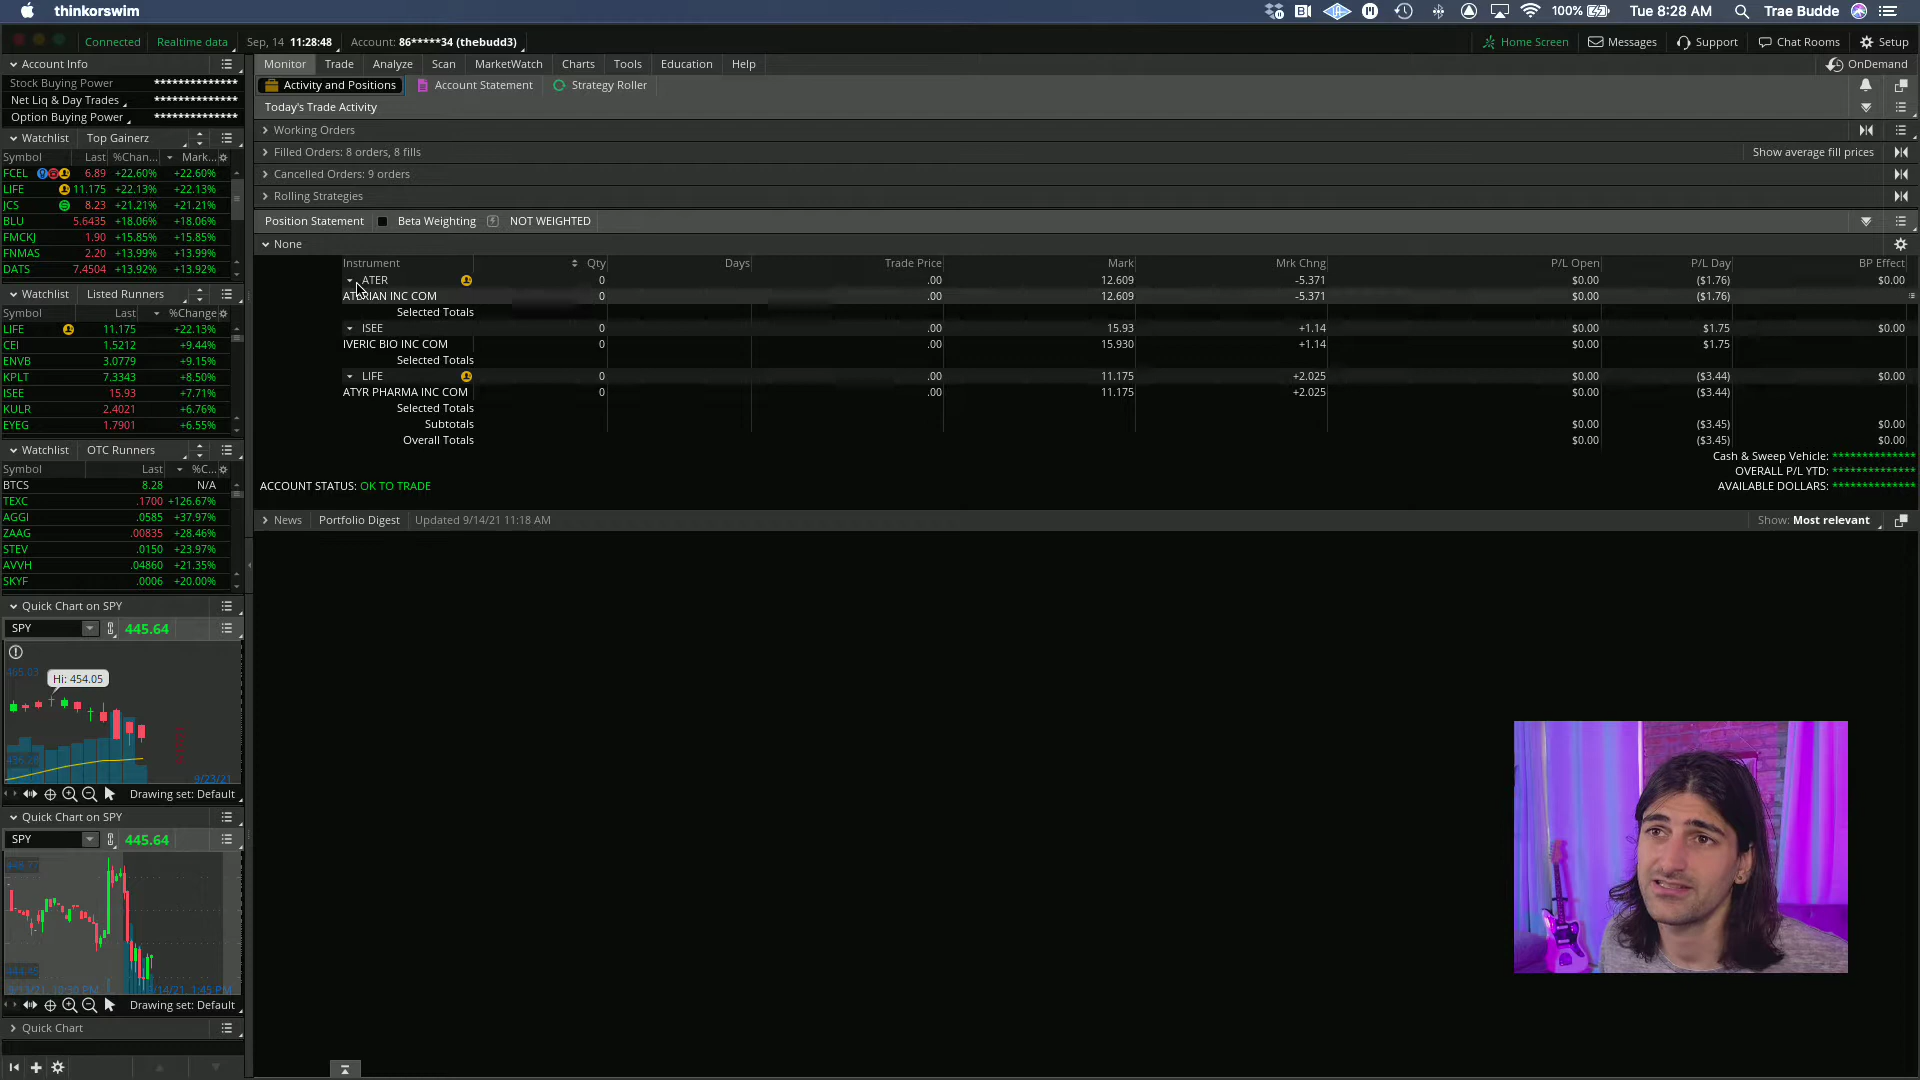 thinkorswim
100%
Tue 8:28 AM
Trae Budde
Connected
Realtime data
Sep, 14 11:28:48
Account: 86*****34 (thebudd3)
Home Screen
Messages
Support
Chat Rooms
Setup
Account Info
Monitor Trade Analyze Scan MarketWatch Charts Tools Education Help
OnDemand
Stock Buying Power **************
Net Liq & Day Trades **************
Option Buying Power **************
Activity and Positions
Account Statement
Strategy Roller
Today's Trade Activity
Working Orders
Filled Orders: 8 orders, 8 fills
Show average fill prices
Cancelled Orders: 9 orders
Rolling Strategies
Position Statement
Beta Weighting
NOT WEIGHTED
None
Instrument Qty Days Trade Price Mark Mrk Chng P/L Open P/L Day BP Effect
ATER 0 .00 12.609 -5.371 $0.00 ($1.76) $0.00
ATERIAN INC COM 0 .00 12.609 -5.371 $0.00 ($1.76)
Selected Totals
ISEE 0 .00 15.93 +1.14 $0.00 $1.75 $0.00
IVERIC BIO INC COM 0 .00 15.930 +1.14 $0.00 $1.75
Selected Totals
LIFE 0 .00 11.175 +2.025 $0.00 ($3.44) $0.00
ATYR PHARMA INC COM 0 .00 11.175 +2.025 $0.00 ($3.44)
Selected Totals
Subtotals $0.00 ($3.45) $0.00
Overall Totals $0.00 ($3.45) $0.00
Cash & Sweep Vehicle: **************
OVERALL P/L YTD: **************
AVAILABLE DOLLARS: **************
ACCOUNT STATUS: OK TO TRADE
News
Portfolio Digest
Updated 9/14/21 11:18 AM
Show: Most relevant
Watchlist Top Gainerz
Symbol Last %Chan... Mark...
FCEL 6.89 +22.60% +22.60%
LIFE 11.175 +22.13% +22.13%
JCS 8.23 +21.21% +21.21%
BLU 5.6435 +18.06% +18.06%
FMCKJ 1.90 +15.85% +15.85%
FNMAS 2.20 +13.99% +13.99%
DATS 7.4504 +13.92% +13.92%
Watchlist Listed Runners
Symbol Last %Change
LIFE 11.175 +22.13%
CEI 1.5212 +9.44%
ENVB 3.0779 +9.15%
KPLT 7.3343 +8.50%
ISEE 15.93 +7.71%
KULR 2.4021 +6.76%
EYEG 1.7901 +6.55%
Watchlist OTC Runners
Symbol Last %C...
BTCS 8.28 N/A
TEXC .1700 +126.67%
AGGI .0585 +37.97%
ZAAG .00835 +28.46%
STEV .0150 +23.97%
AVVH .04860 +21.35%
SKYF .0006 +20.00%
Quick Chart on SPY
SPY 445.64
465.03
Hi: 454.05
9/23/21
Drawing set: Default
Quick Chart on SPY
SPY 445.64
Drawing set: Default
Quick Chart